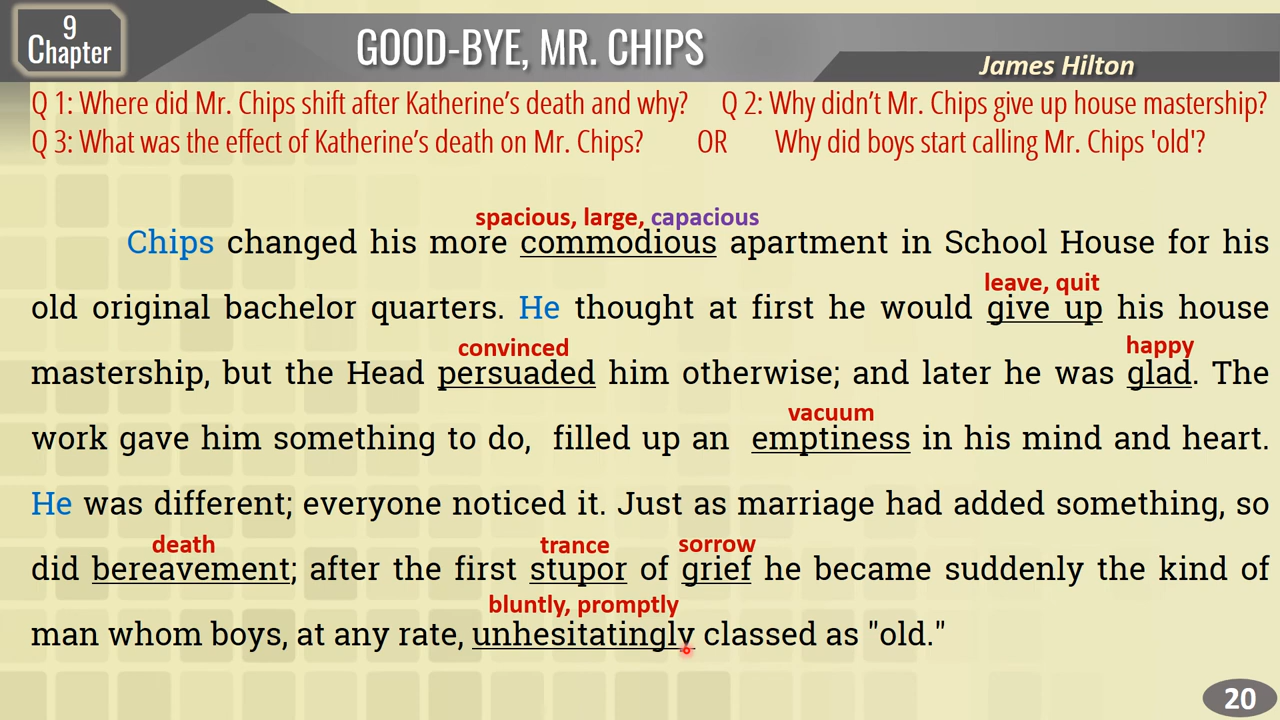 9
Chapter
GOOD-BYE, MR. CHIPS
James Hilton
Q 1: Where did Mr. Chips shift after Katherine’s death and why? Q 2: Why didn’t Mr. Chips give up house mastership?
Q 3: What was the effect of Katherine’s death on Mr. Chips? OR Why did boys start calling Mr. Chips 'old'?
spacious, large, capacious
Chips changed his more commodious apartment in School House for his
leave, quit
old original bachelor quarters. He thought at first he would give up his house
convinced happy
mastership, but the Head persuaded him otherwise; and later he was glad. The
vacuum
work gave him something to do, filled up an emptiness in his mind and heart.
He was different; everyone noticed it. Just as marriage had added something, so
death trance sorrow
did bereavement; after the first stupor of grief he became suddenly the kind of
bluntly, promptly
man whom boys, at any rate, unhesitatingly classed as "old."
20